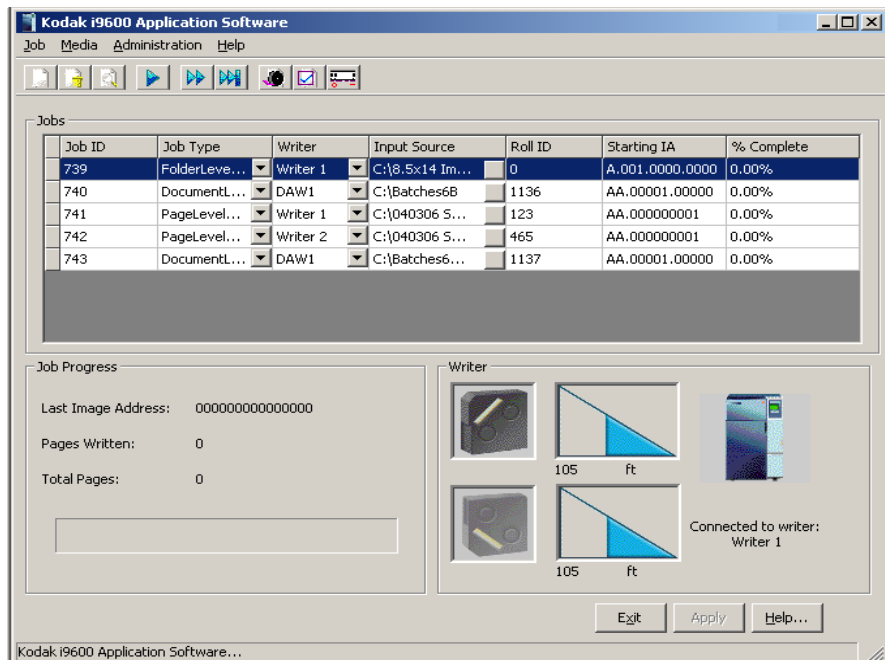 Kodak i9600 Application Software
Job Media Administration Help
Jobs
Job ID Job Type Writer Input Source Roll ID Starting IA % Complete
739 FolderLeve... Writer 1 C:\8.5x14 Im... 0 A.001.0000.0000 0.00%
740 DocumentL... DAW1 C:\Batches6B 1136 AA.00001.00000 0.00%
741 PageLevel... Writer 1 C:\040306 S... 123 AA.000000001 0.00%
742 PageLevel... Writer 2 C:\040306 S... 465 AA.000000001 0.00%
743 DocumentL... DAW1 C:\Batches6... 1137 AA.00001.00000 0.00%
Job Progress
Last Image Address: 000000000000000
Pages Written: 0
Total Pages: 0
Writer
105 ft
105 ft
Connected to writer:
Writer 1
Exit Apply Help...
Kodak i9600 Application Software...